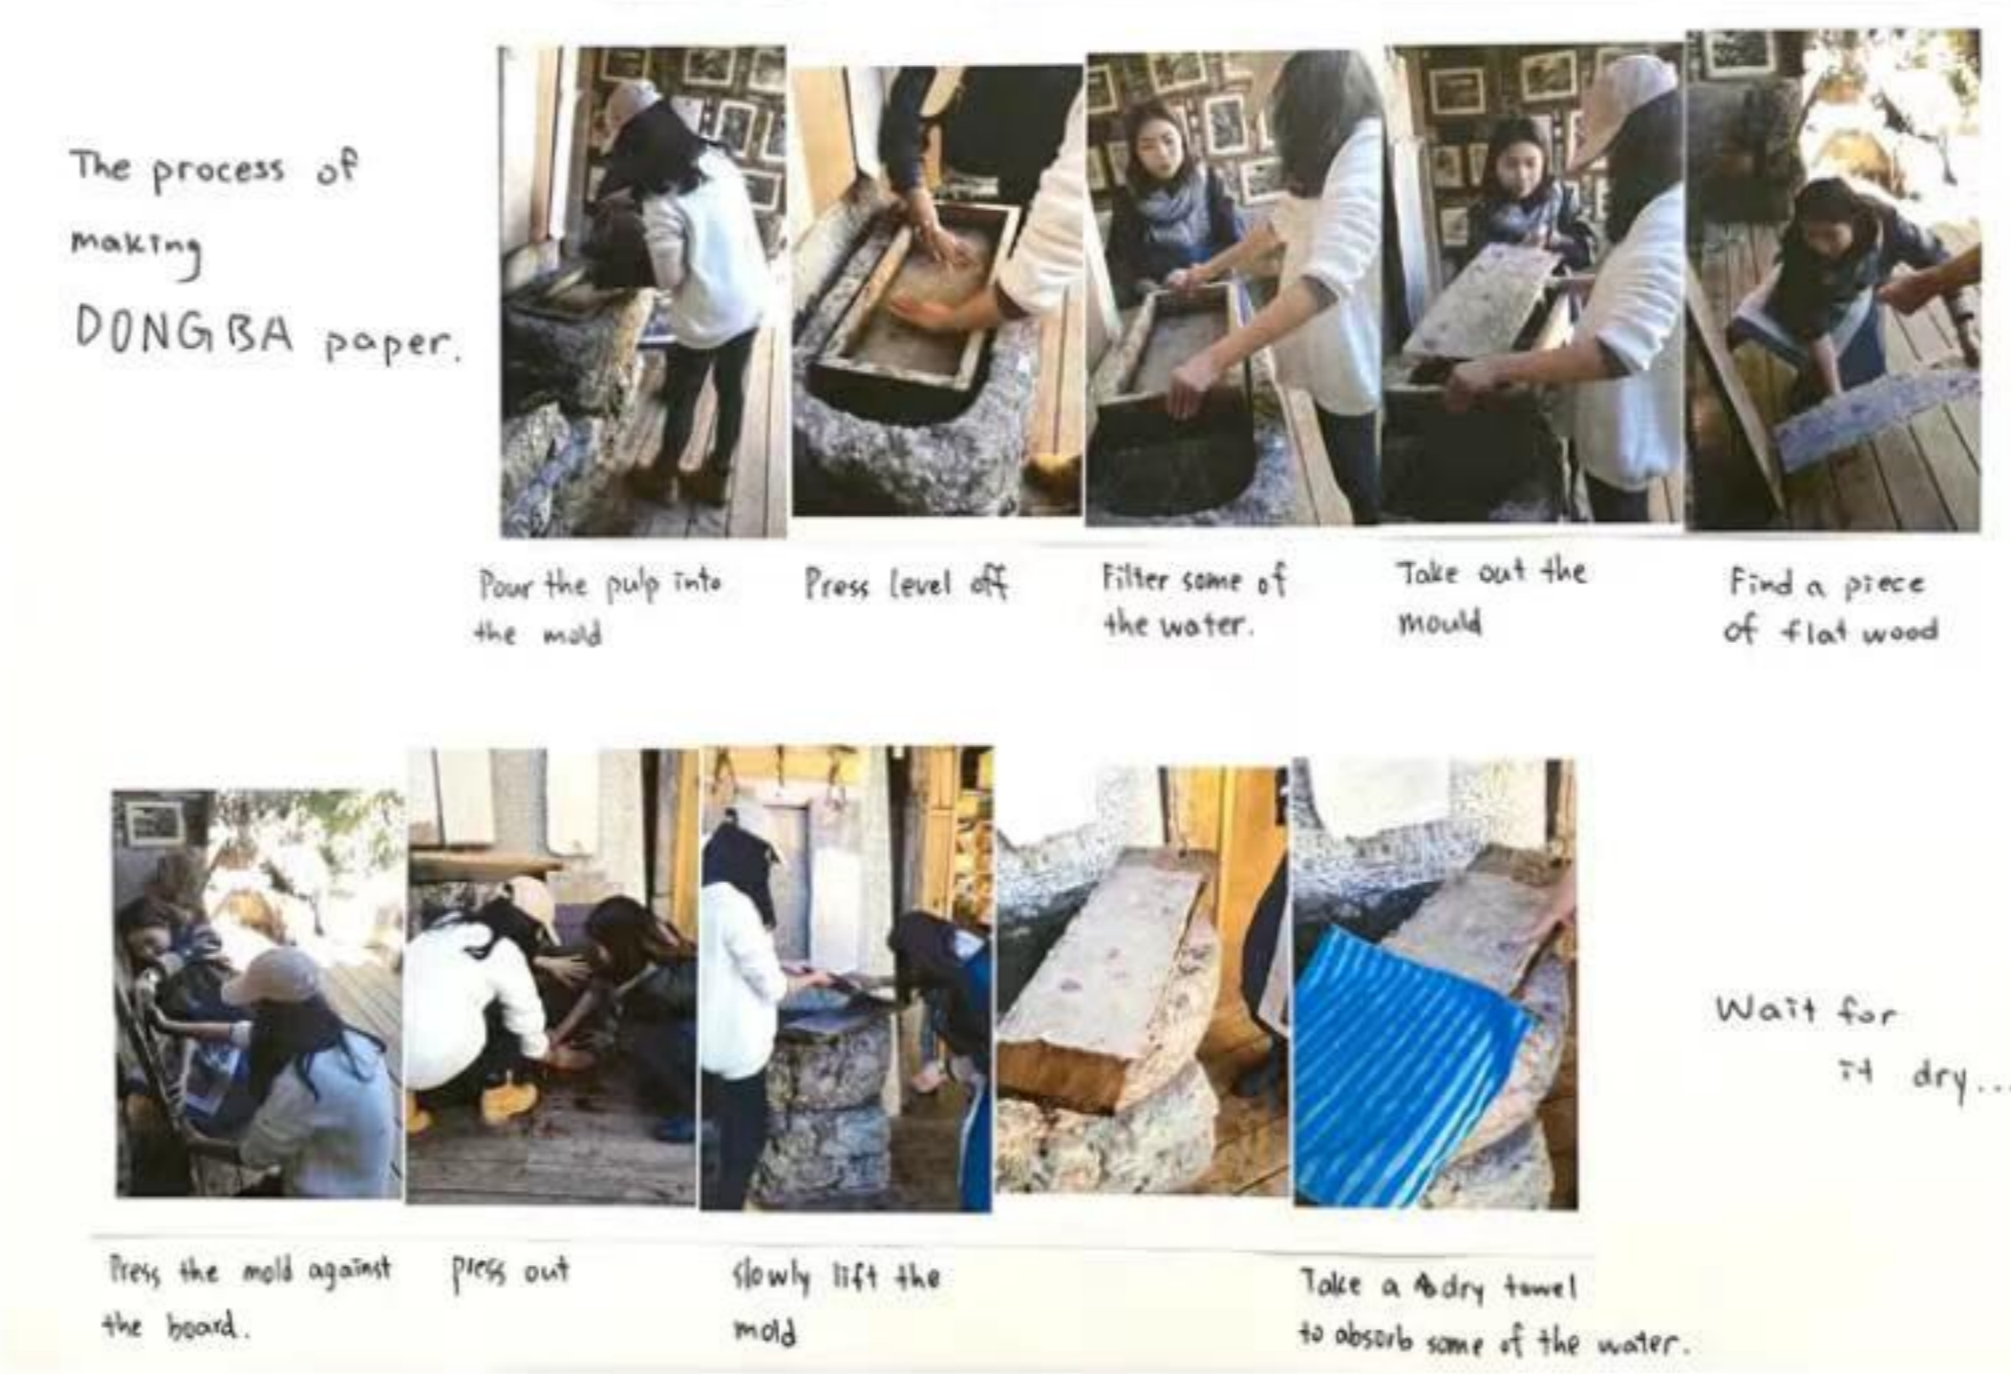 The process of
making
DONGBA paper.
Pour the pulp into
the mold
Press level off
Filter some of
the water.
Take out the
mould
Find a piece
of flat wood
Press the mold against
the board.
press out
slowly lift the
mold
Take a dry towel
to absorb some of the water.
Wait for
it dry...